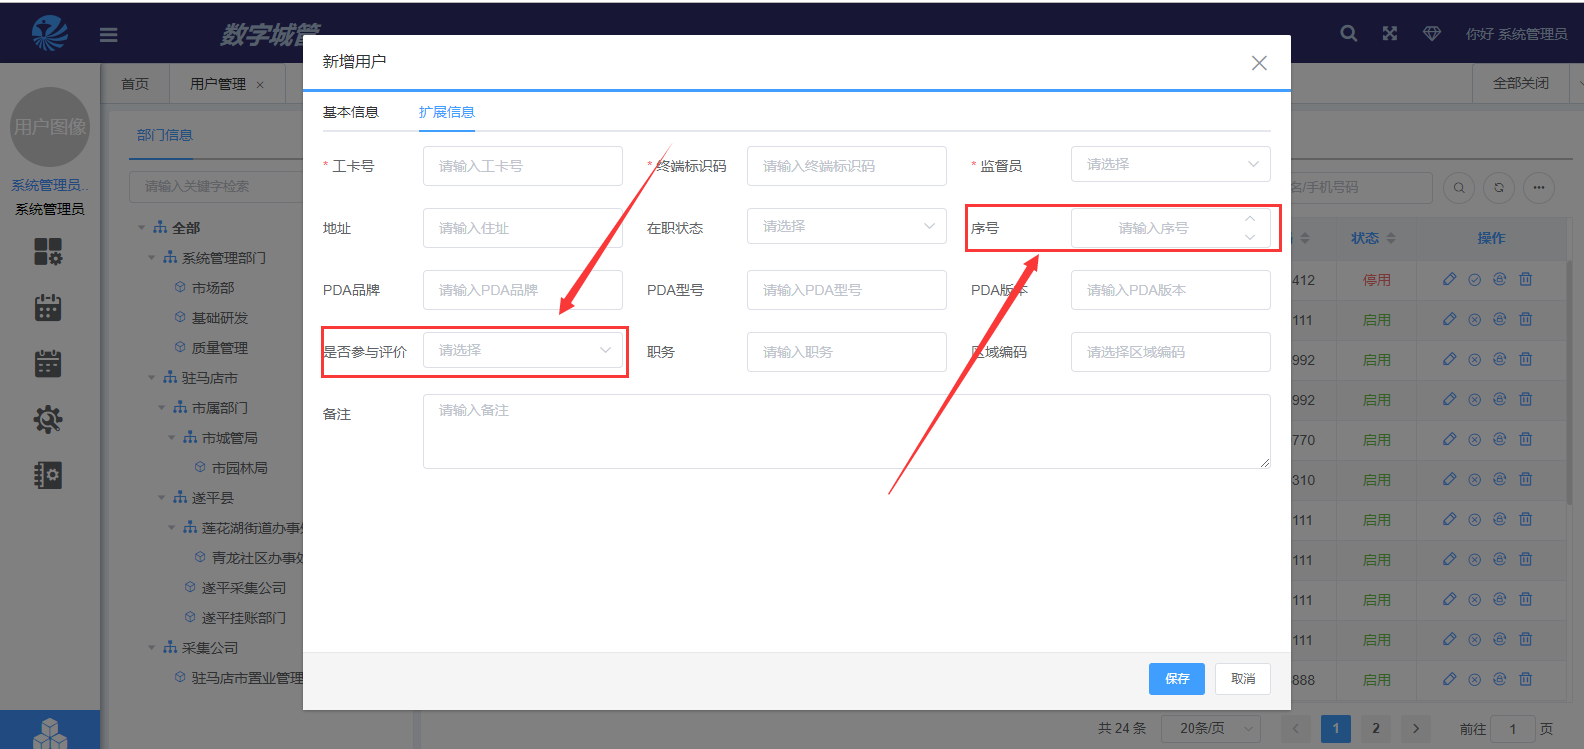 数字城管
你好 系统管理员
首页
用户管理
全部关闭
用户图像
系统管理员..
系统管理员
部门信息
请输入关键字检索
全部
系统管理部门
市场部
基础研发
质量管理
驻马店市
市属部门
市城管局
市园林局
遂平县
莲花湖街道办事
青龙社区办事处
遂平采集公司
遂平挂账部门
采集公司
驻马店市置业管理
新增用户
基本信息
扩展信息
* 工卡号
请输入工卡号
* 终端标识码
请输入终端标识码
* 监督员
请选择
地址
请输入住址
在职状态
请选择
序号
请输入序号
PDA品牌
请输入PDA品牌
PDA型号
请输入PDA型号
PDA版本
请输入PDA版本
是否参与评价
请选择
职务
请输入职务
区域编码
请选择区域编码
备注
请输入备注
保存
取消
名/手机号码
状态
操作
412
停用
111
启用
992
启用
992
启用
770
启用
310
启用
111
启用
111
启用
111
启用
111
启用
888
启用
共 24 条
20条/页
1
2
前往
1
页